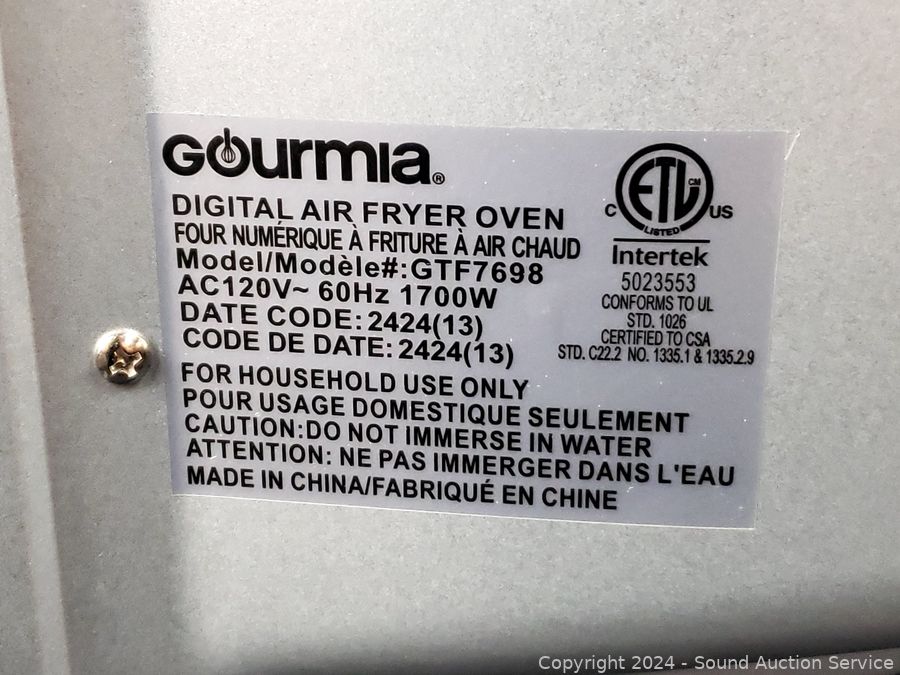 Gourmia®
DIGITAL AIR FRYER OVEN
FOUR NUMÉRIQUE À FRITURE À AIR CHAUD
Model/Modèle#:GTF7698
AC120V~ 60Hz 1700W
DATE CODE: 2424(13)
CODE DE DATE: 2424(13)
FOR HOUSEHOLD USE ONLY
POUR USAGE DOMESTIQUE SEULEMENT
CAUTION:DO NOT IMMERSE IN WATER
ATTENTION: NE PAS IMMERGER DANS L'EAU
MADE IN CHINA/FABRIQUÉ EN CHINE
C ETL CM US
LISTED
Intertek
5023553
CONFORMS TO UL
STD. 1026
CERTIFIED TO CSA
STD. C22.2 NO. 1335.1 & 1335.2.9
Copyright © 2024 - Sound Auction Service